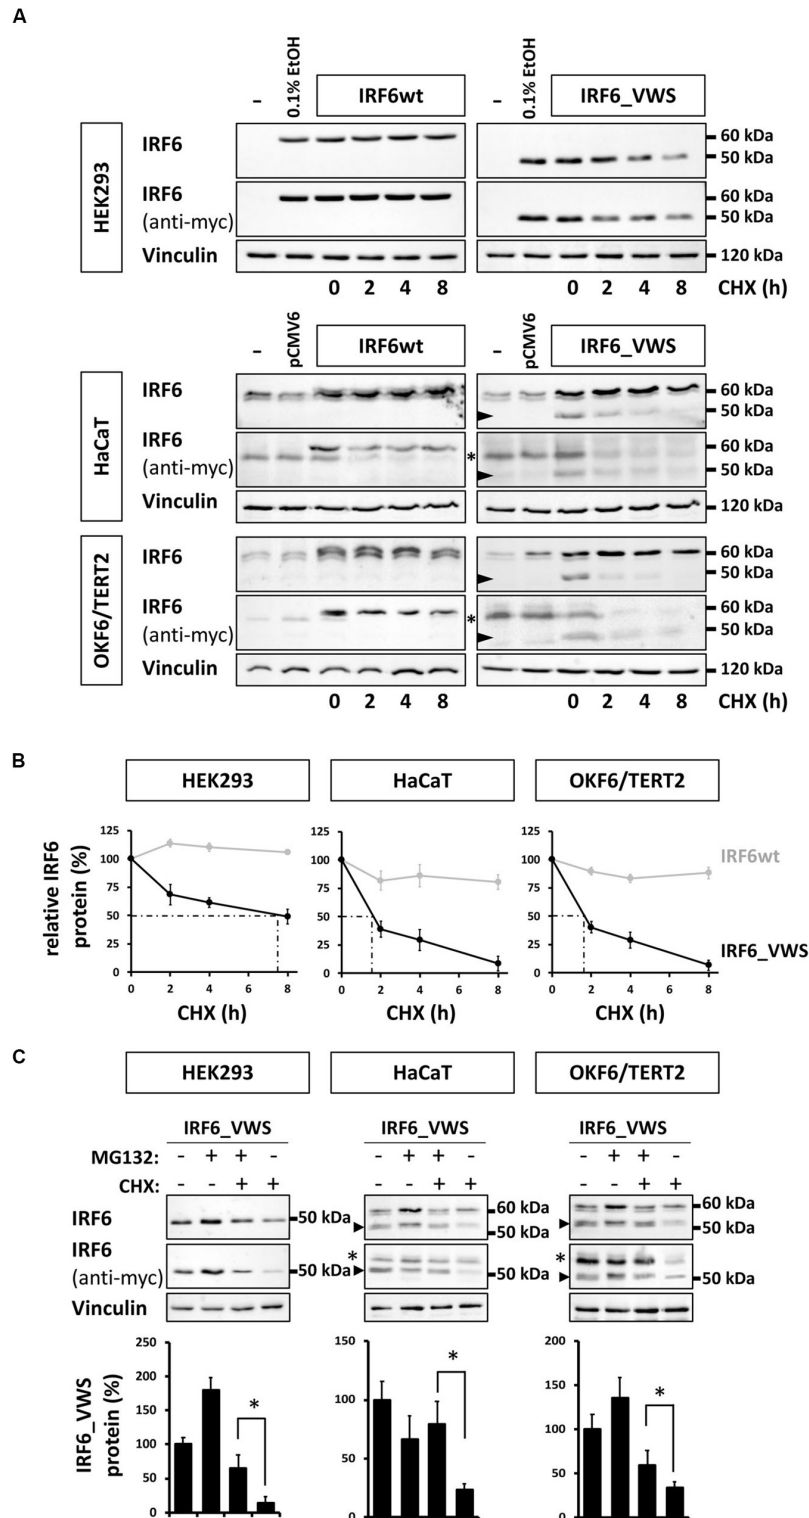 A
– 0.1% EtOH IRF6wt – 0.1% EtOH IRF6_VWS
HEK293
IRF6 60 kDa
50 kDa
IRF6 60 kDa
(anti-myc) 50 kDa
Vinculin 120 kDa
0 2 4 8 0 2 4 8 CHX (h)
– pCMV6 IRF6wt – pCMV6 IRF6_VWS
HaCaT
IRF6 60 kDa
50 kDa
IRF6 * 60 kDa
(anti-myc) 50 kDa
Vinculin 120 kDa
OKF6/TERT2
IRF6 60 kDa
50 kDa
IRF6 * 60 kDa
(anti-myc) 50 kDa
Vinculin 120 kDa
0 2 4 8 0 2 4 8 CHX (h)
B
HEK293 HaCaT OKF6/TERT2
relative IRF6
protein (%)
125 125 125
100 100 100
75 75 75
50 50 50
25 25 25
0 0 0
0 2 4 6 8 0 2 4 6 8 0 2 4 6 8
CHX (h) CHX (h) CHX (h)
IRF6wt
IRF6_VWS
C
HEK293 HaCaT OKF6/TERT2
IRF6_VWS IRF6_VWS IRF6_VWS
MG132: - + + - - + + - - + + -
CHX: - - + + - - + + - - + +
IRF6 50 kDa 60 kDa 60 kDa
50 kDa 50 kDa
IRF6 * *
(anti-myc) 50 kDa 50 kDa 50 kDa
Vinculin
IRF6_VWS
protein (%)
250 150 200
200 150
150 100 100
100 50 50
50
0 0 0
* * *